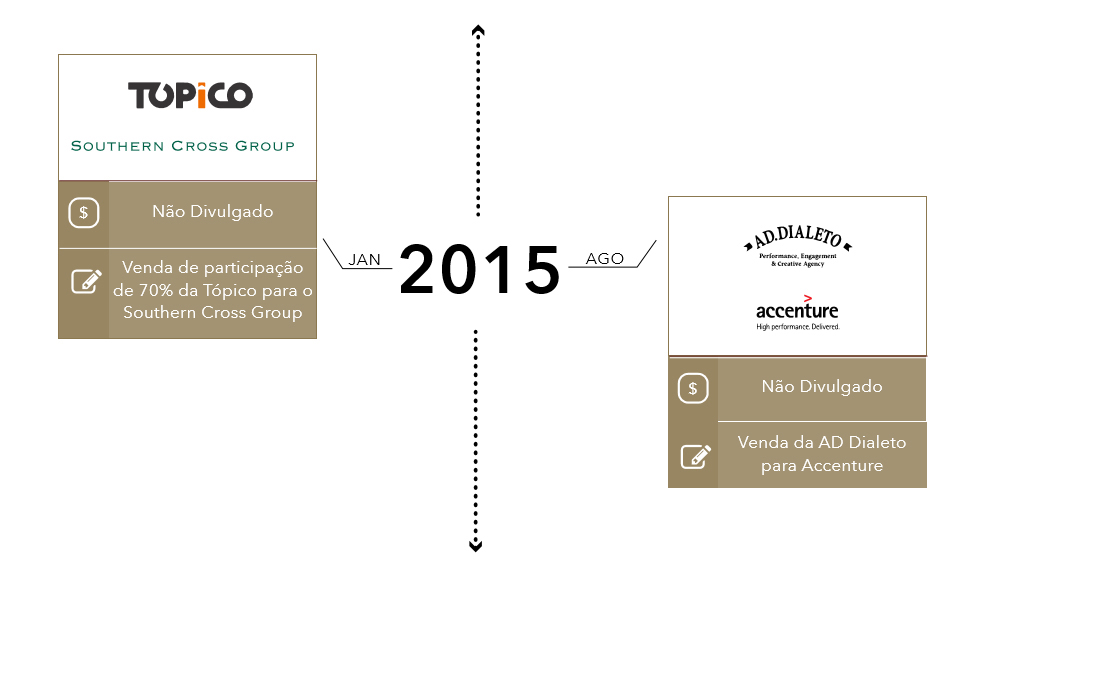 TOPiCO
SOUTHERN CROSS GROUP
$
Não Divulgado
Venda de participação
de 70% da Tópico para o
Southern Cross Group
JAN
2015
AGO
AD.DIALETO
Performance, Engagement
& Creative Agency
>
accenture
High performance. Delivered.
$
Não Divulgado
Venda da AD Dialeto
para Accenture